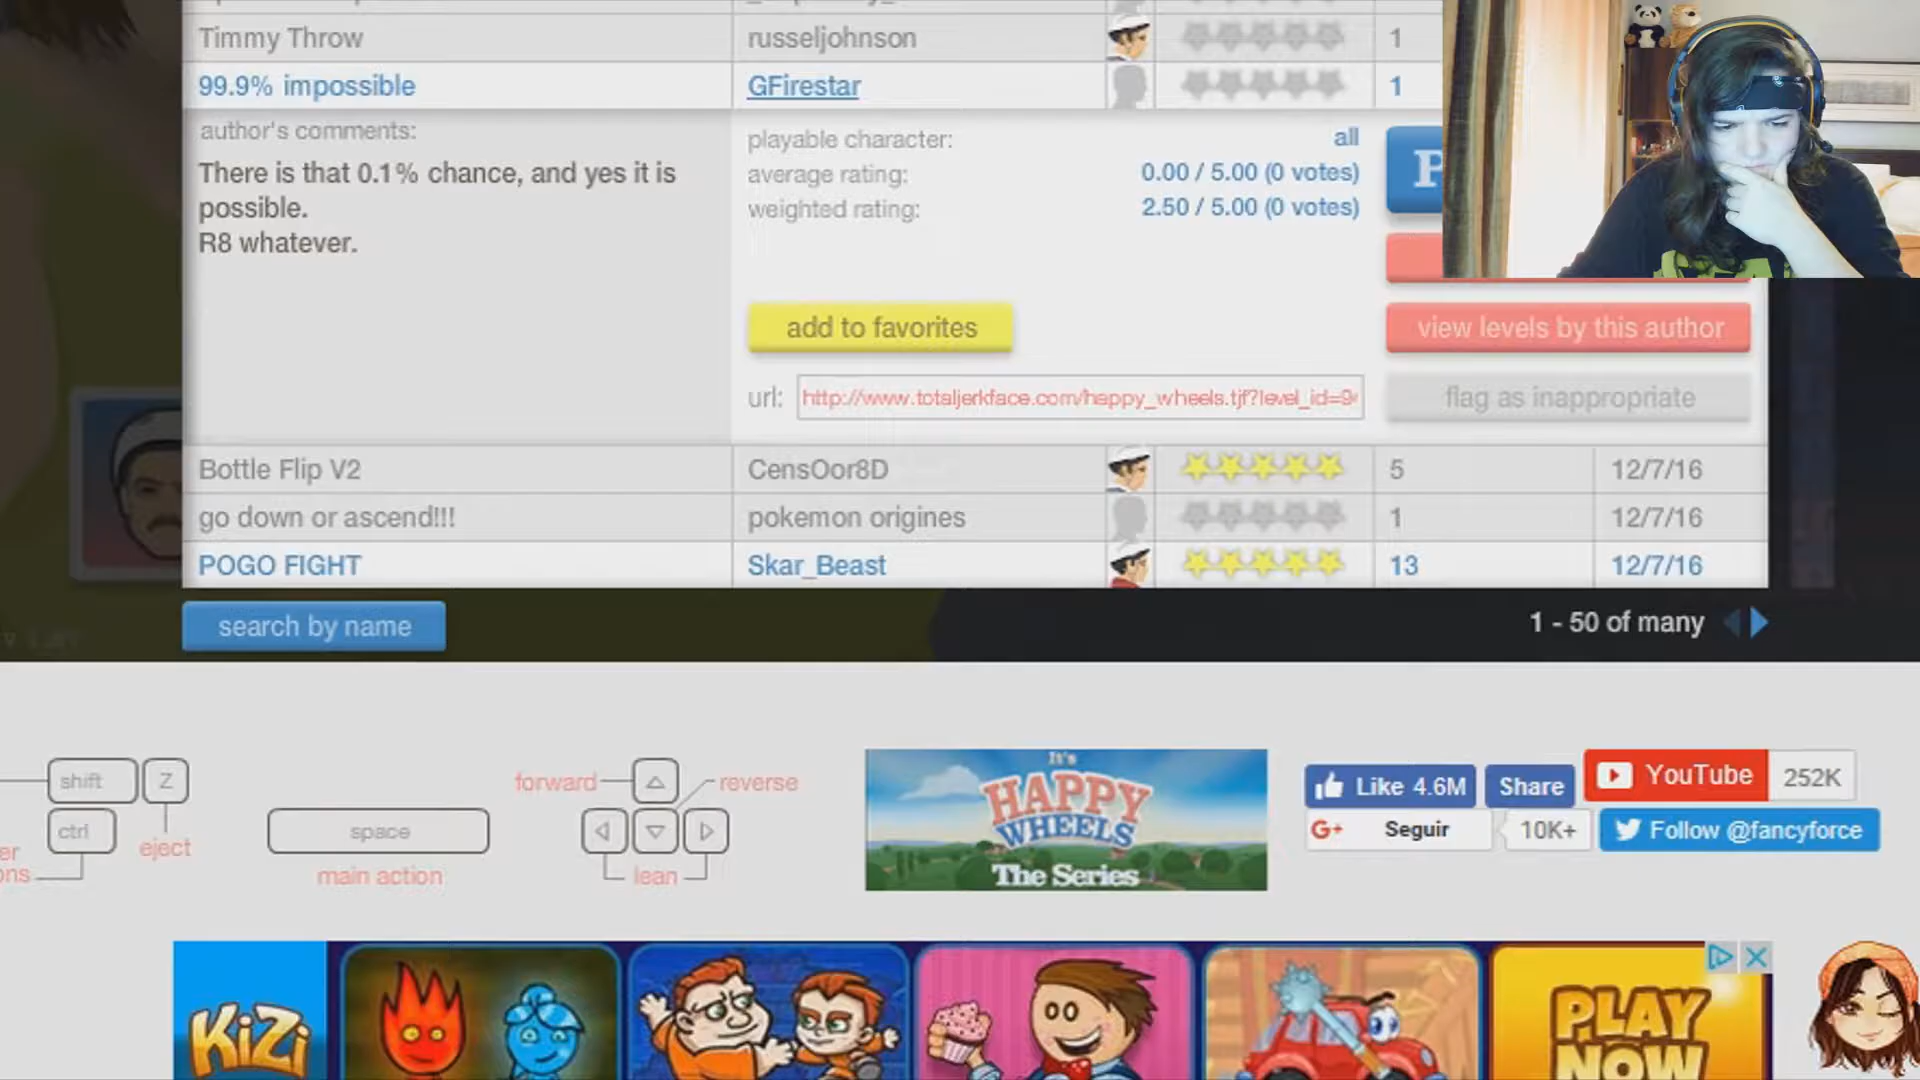 Timmy Throw russeljohnson 1
99.9% impossible GFirestar 1
author's comments:
There is that 0.1% chance, and yes it is
possible.
R8 whatever.
playable character: all
average rating: 0.00 / 5.00 (0 votes)
weighted rating: 2.50 / 5.00 (0 votes)
add to favorites
view levels by this author
url: http://www.totaljerkface.com/happy_wheels.tjf?level_id=9
flag as inappropriate
Bottle Flip V2 CensOor8D 5 12/7/16
go down or ascend!!! pokemon origines 1 12/7/16
POGO FIGHT Skar_Beast 13 12/7/16
search by name
1 - 50 of many
shift Z
ctrl
eject
space
main action
forward
reverse
lean
It's
HAPPY
WHEELS
The Series
Like 4.6M
Share
YouTube 252K
G+ Seguir 10K+
Follow @fancyforce
KiZi
PLAY
NOW